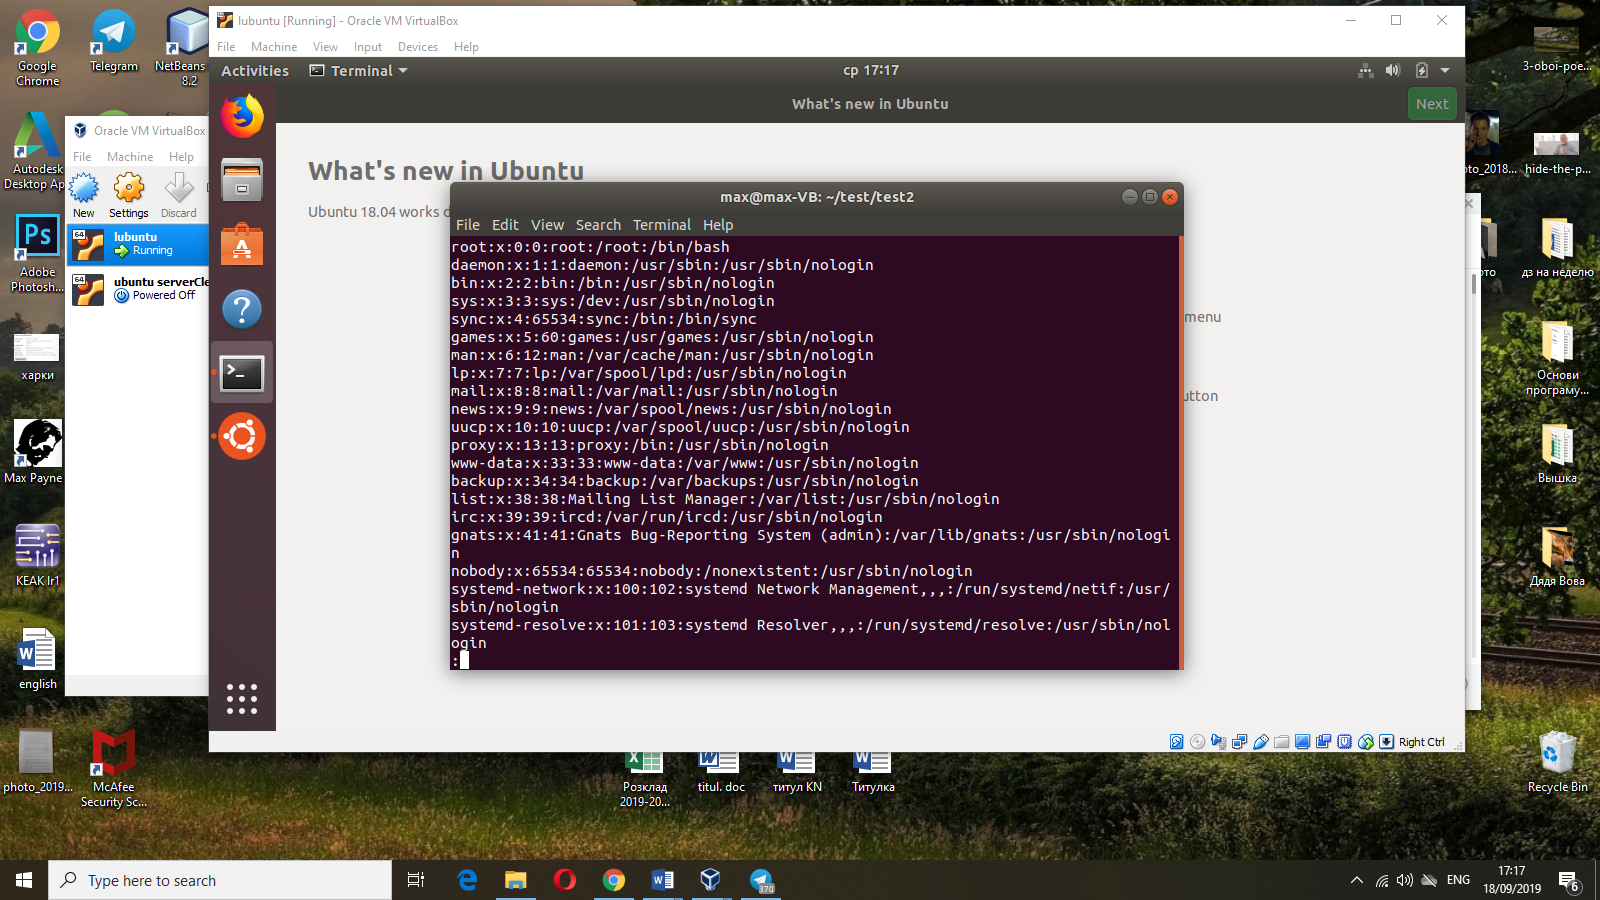 Google
Chrome
Telegram
NetBeans
8.2
Autodesk
Desktop Ap
Ps
Adobe
Photosh...
харки
Max Payne
KEAK lr1
english
photo_2019...
McAfee
Security Sc...
Oracle VM VirtualBox
File Machine Help
New Settings Discard
64
lubuntu
Running
64
ubuntu serverCle
Powered Off
lubuntu [Running] - Oracle VM VirtualBox
File Machine View Input Devices Help
Activities Terminal ср 17:17
What's new in Ubuntu Next
What's new in Ubuntu
Ubuntu 18.04 works d
menu
utton
max@max-VB: ~/test/test2
File Edit View Search Terminal Help
root:x:0:0:root:/root:/bin/bash
daemon:x:1:1:daemon:/usr/sbin:/usr/sbin/nologin
bin:x:2:2:bin:/bin:/usr/sbin/nologin
sys:x:3:3:sys:/dev:/usr/sbin/nologin
sync:x:4:65534:sync:/bin:/bin/sync
games:x:5:60:games:/usr/games:/usr/sbin/nologin
man:x:6:12:man:/var/cache/man:/usr/sbin/nologin
lp:x:7:7:lp:/var/spool/lpd:/usr/sbin/nologin
mail:x:8:8:mail:/var/mail:/usr/sbin/nologin
news:x:9:9:news:/var/spool/news:/usr/sbin/nologin
uucp:x:10:10:uucp:/var/spool/uucp:/usr/sbin/nologin
proxy:x:13:13:proxy:/bin:/usr/sbin/nologin
www-data:x:33:33:www-data:/var/www:/usr/sbin/nologin
backup:x:34:34:backup:/var/backups:/usr/sbin/nologin
list:x:38:38:Mailing List Manager:/var/list:/usr/sbin/nologin
irc:x:39:39:ircd:/var/run/ircd:/usr/sbin/nologin
gnats:x:41:41:Gnats Bug-Reporting System (admin):/var/lib/gnats:/usr/sbin/nologi
n
nobody:x:65534:65534:nobody:/nonexistent:/usr/sbin/nologin
systemd-network:x:100:102:systemd Network Management,,,:/run/systemd/netif:/usr/
sbin/nologin
systemd-resolve:x:101:103:systemd Resolver,,,:/run/systemd/resolve:/usr/sbin/nol
ogin
:
Right Ctrl
3-oboi-poe...
oto_2018...
hide-the-p...
ото
дз на неделю
Основи
програму...
Вышка
Дядя Вова
Recycle Bin
Розклад
2019-20...
titul. doc
титул KN
Титулка
Type here to search
370
ENG
17:17
18/09/2019
6